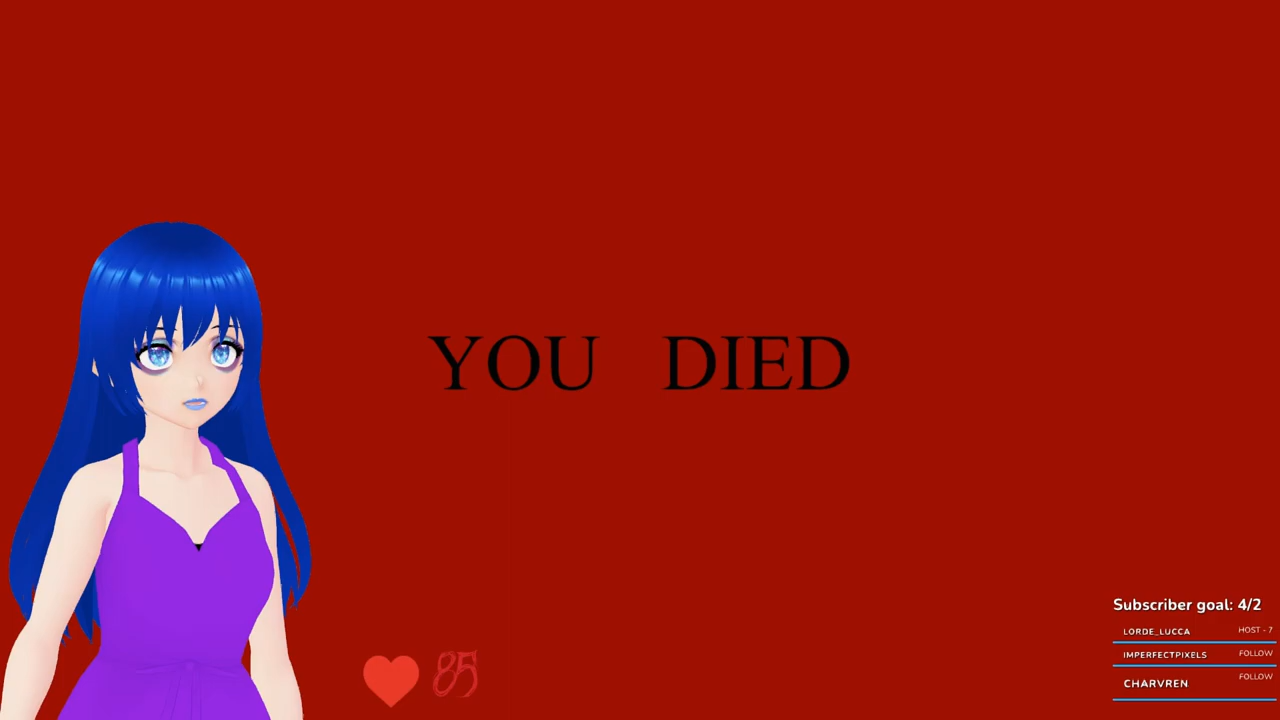 YOU DIED
85
Subscriber goal: 4/2
LORDE_LUCCA HOST - 7
IMPERFECTPIXELS FOLLOW
CHARVREN FOLLOW